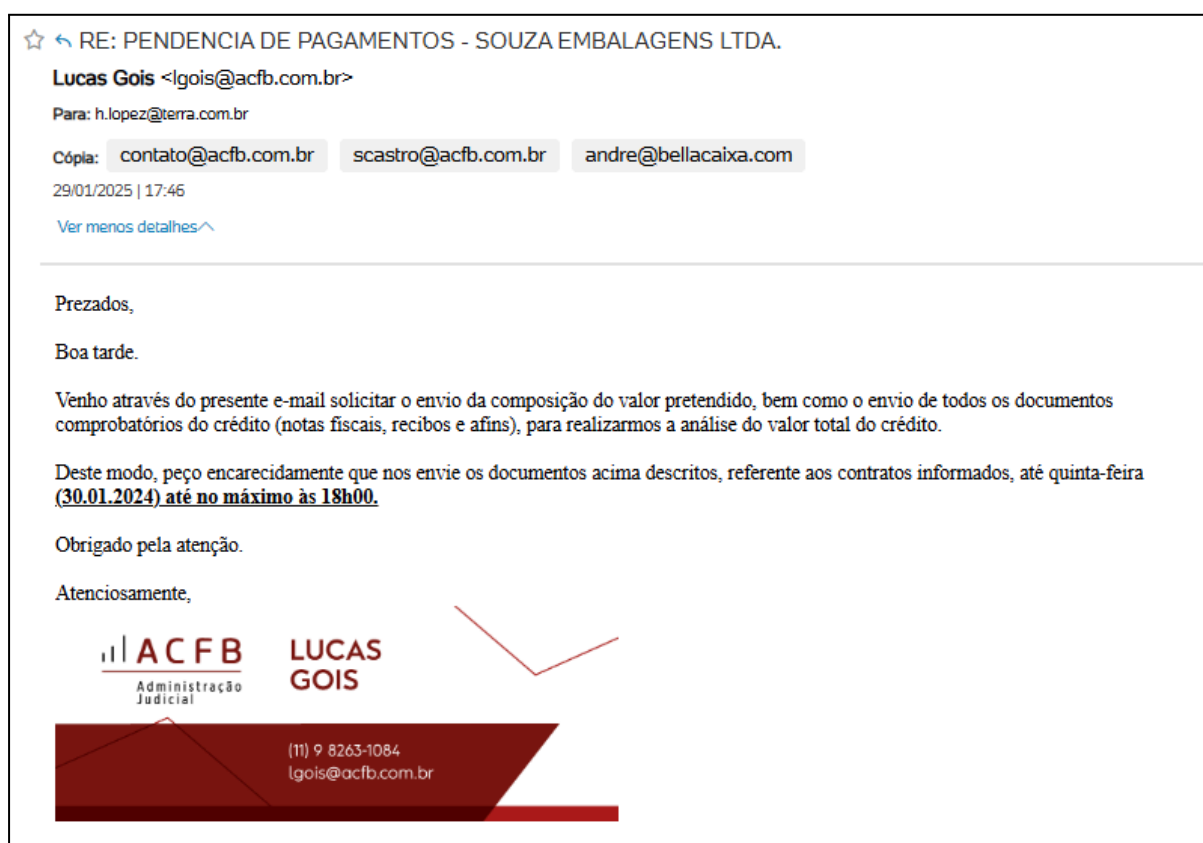 RE: PENDENCIA DE PAGAMENTOS - SOUZA EMBALAGENS LTDA.
Lucas Gois <lgois@acfb.com.br>
Para: h.lopez@terra.com.br
Cópia: contato@acfb.com.br scastro@acfb.com.br andre@bellacaixa.com
29/01/2025 | 17:46
Ver menos detalhes
Prezados,
Boa tarde.
Venho através do presente e-mail solicitar o envio da composição do valor pretendido, bem como o envio de todos os documentos
comprobatórios do crédito (notas fiscais, recibos e afins), para realizarmos a análise do valor total do crédito.
Deste modo, peço encarecidamente que nos envie os documentos acima descritos, referente aos contratos informados, até quinta-feira
(30.01.2024) até no máximo às 18h00.
Obrigado pela atenção.
Atenciosamente,
ACFB
Administração
Judicial
LUCAS
GOIS
(11) 9 8263-1084
lgois@acfb.com.br